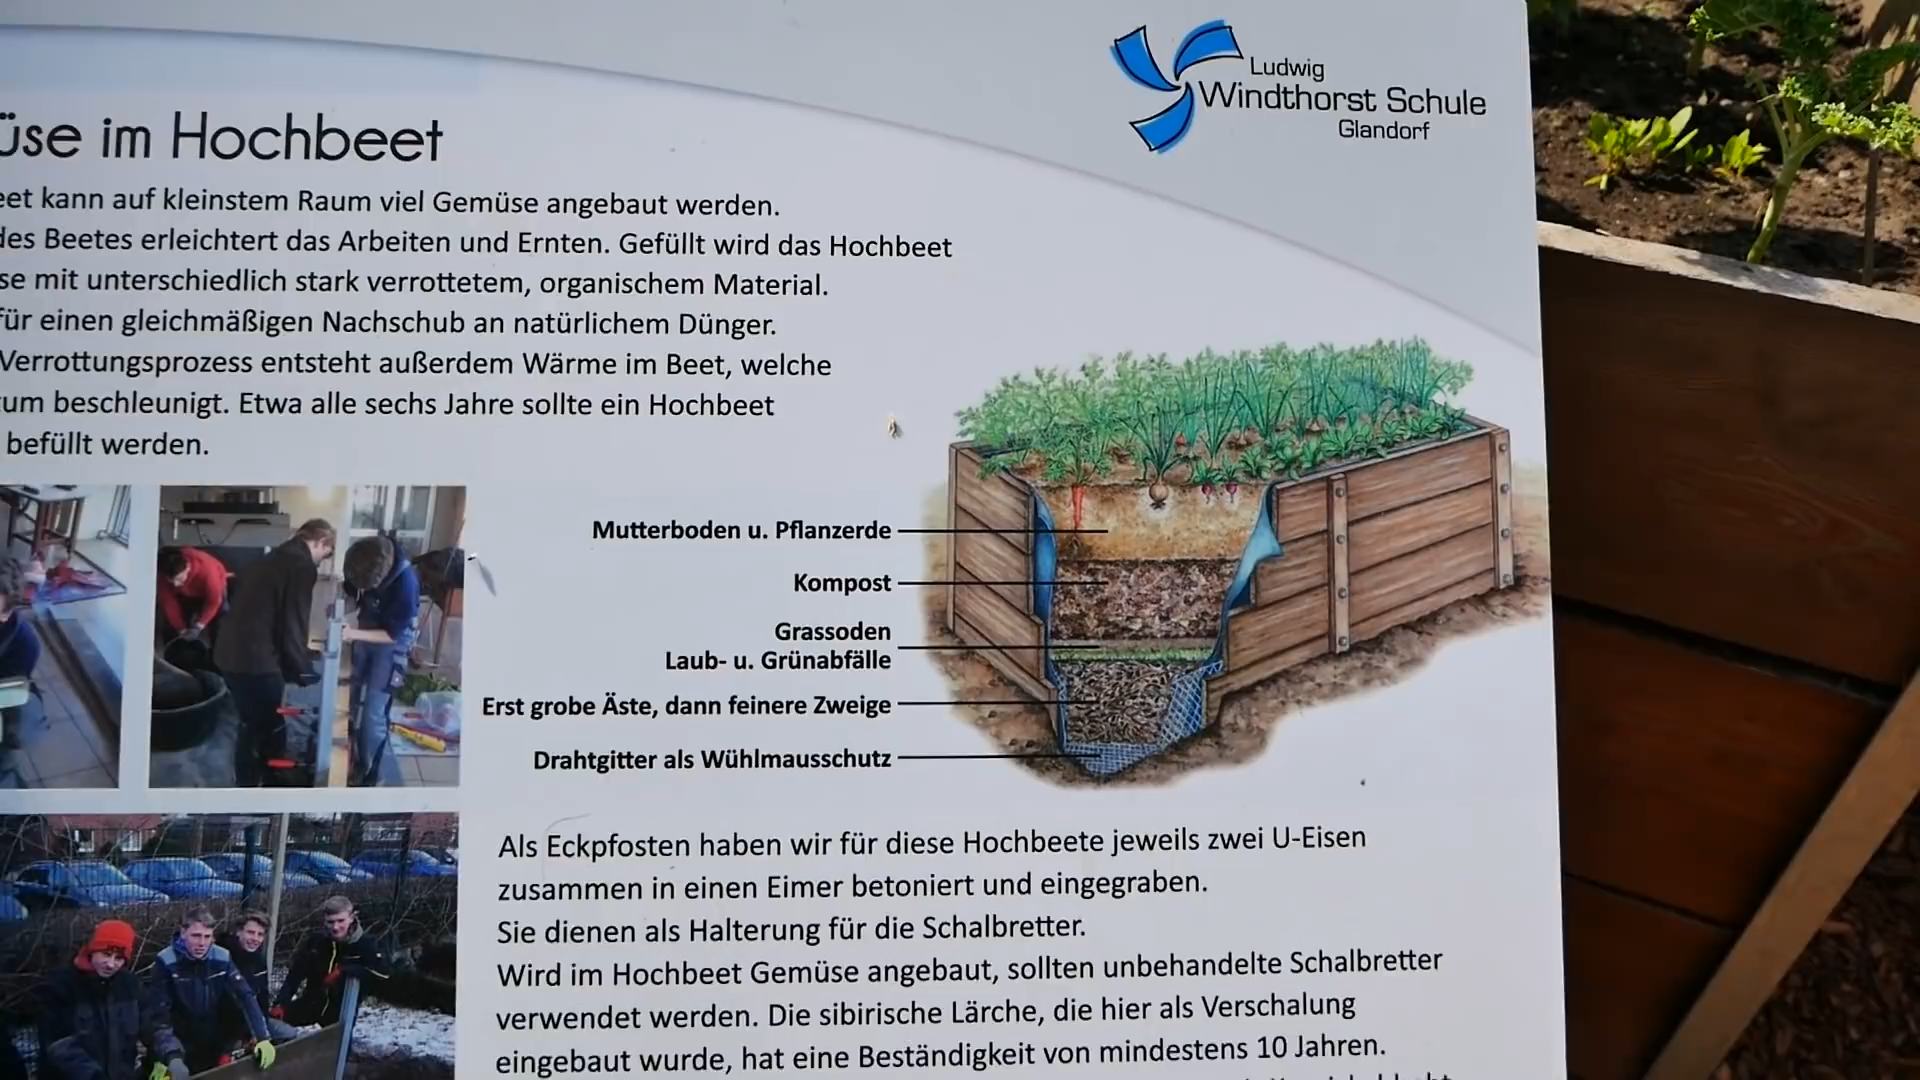 Ludwig
Windthorst Schule
Glandorf
im Hochbeet
kann auf kleinstem Raum viel Gemüse angebaut werden.
des Beetes erleichtert das Arbeiten und Ernten. Gefüllt wird das Hochbeet
mit unterschiedlich stark verrottetem, organischem Material.
für einen gleichmäßigen Nachschub an natürlichem Dünger.
Verrottungsprozess entsteht außerdem Wärme im Beet, welche
beschleunigt. Etwa alle sechs Jahre sollte ein Hochbeet
befüllt werden.
Mutterboden u. Pflanzerde
Kompost
Grassoden
Laub- u. Grünabfälle
Erst grobe Äste, dann feinere Zweige
Drahtgitter als Wühlmausschutz
Als Eckpfosten haben wir für diese Hochbeete jeweils zwei U-Eisen
zusammen in einen Eimer betoniert und eingegraben.
Sie dienen als Halterung für die Schalbretter.
Wird im Hochbeet Gemüse angebaut, sollten unbehandelte Schalbretter
verwendet werden. Die sibirische Lärche, die hier als Verschalung
eingebaut wurde, hat eine Beständigkeit von mindestens 10 Jahren.